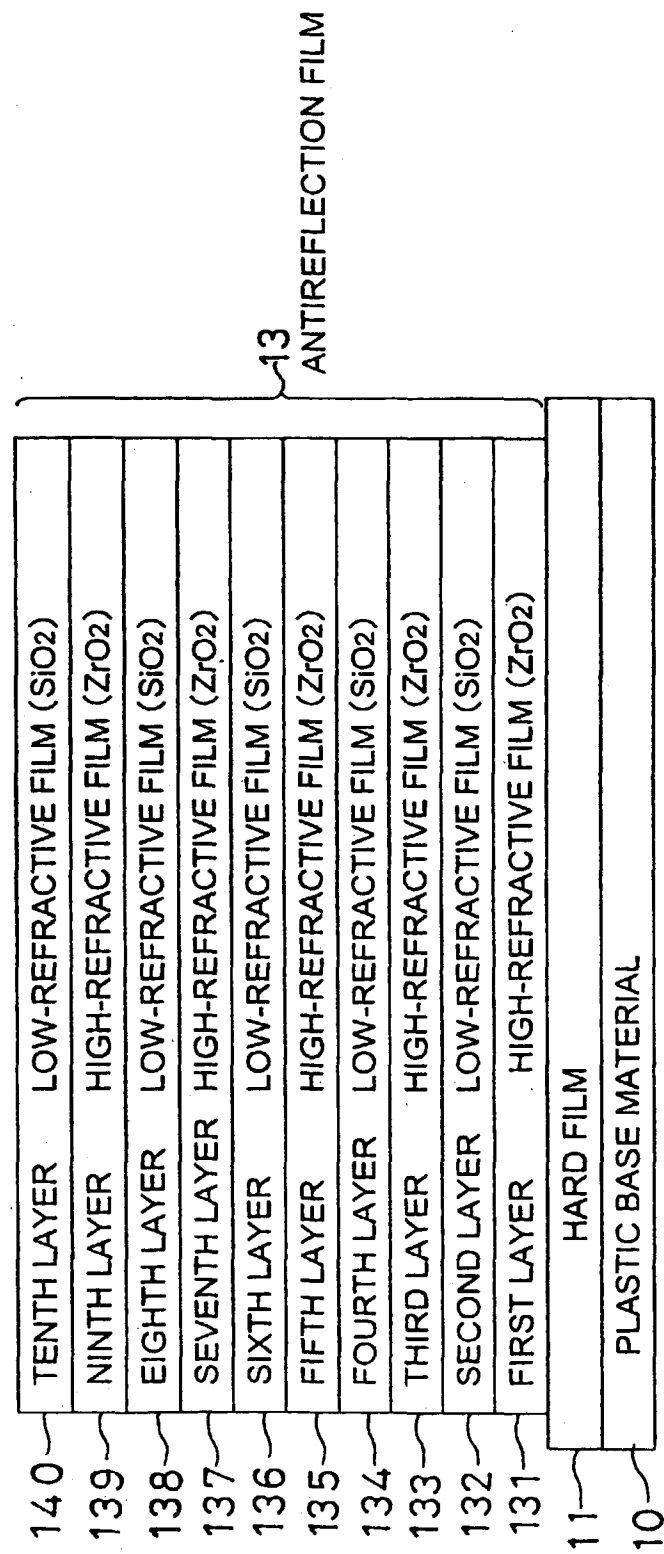 140 TENTH LAYER LOW-REFRACTIVE FILM (SiO2)
139 NINTH LAYER HIGH-REFRACTIVE FILM (ZrO2)
138 EIGHTH LAYER LOW-REFRACTIVE FILM (SiO2)
137 SEVENTH LAYER HIGH-REFRACTIVE FILM (ZrO2)
136 SIXTH LAYER LOW-REFRACTIVE FILM (SiO2)
135 FIFTH LAYER HIGH-REFRACTIVE FILM (ZrO2)
134 FOURTH LAYER LOW-REFRACTIVE FILM (SiO2)
133 THIRD LAYER HIGH-REFRACTIVE FILM (ZrO2)
132 SECOND LAYER LOW-REFRACTIVE FILM (SiO2)
131 FIRST LAYER HIGH-REFRACTIVE FILM (ZrO2)
11 HARD FILM
10 PLASTIC BASE MATERIAL
13
ANTIREFLECTION FILM